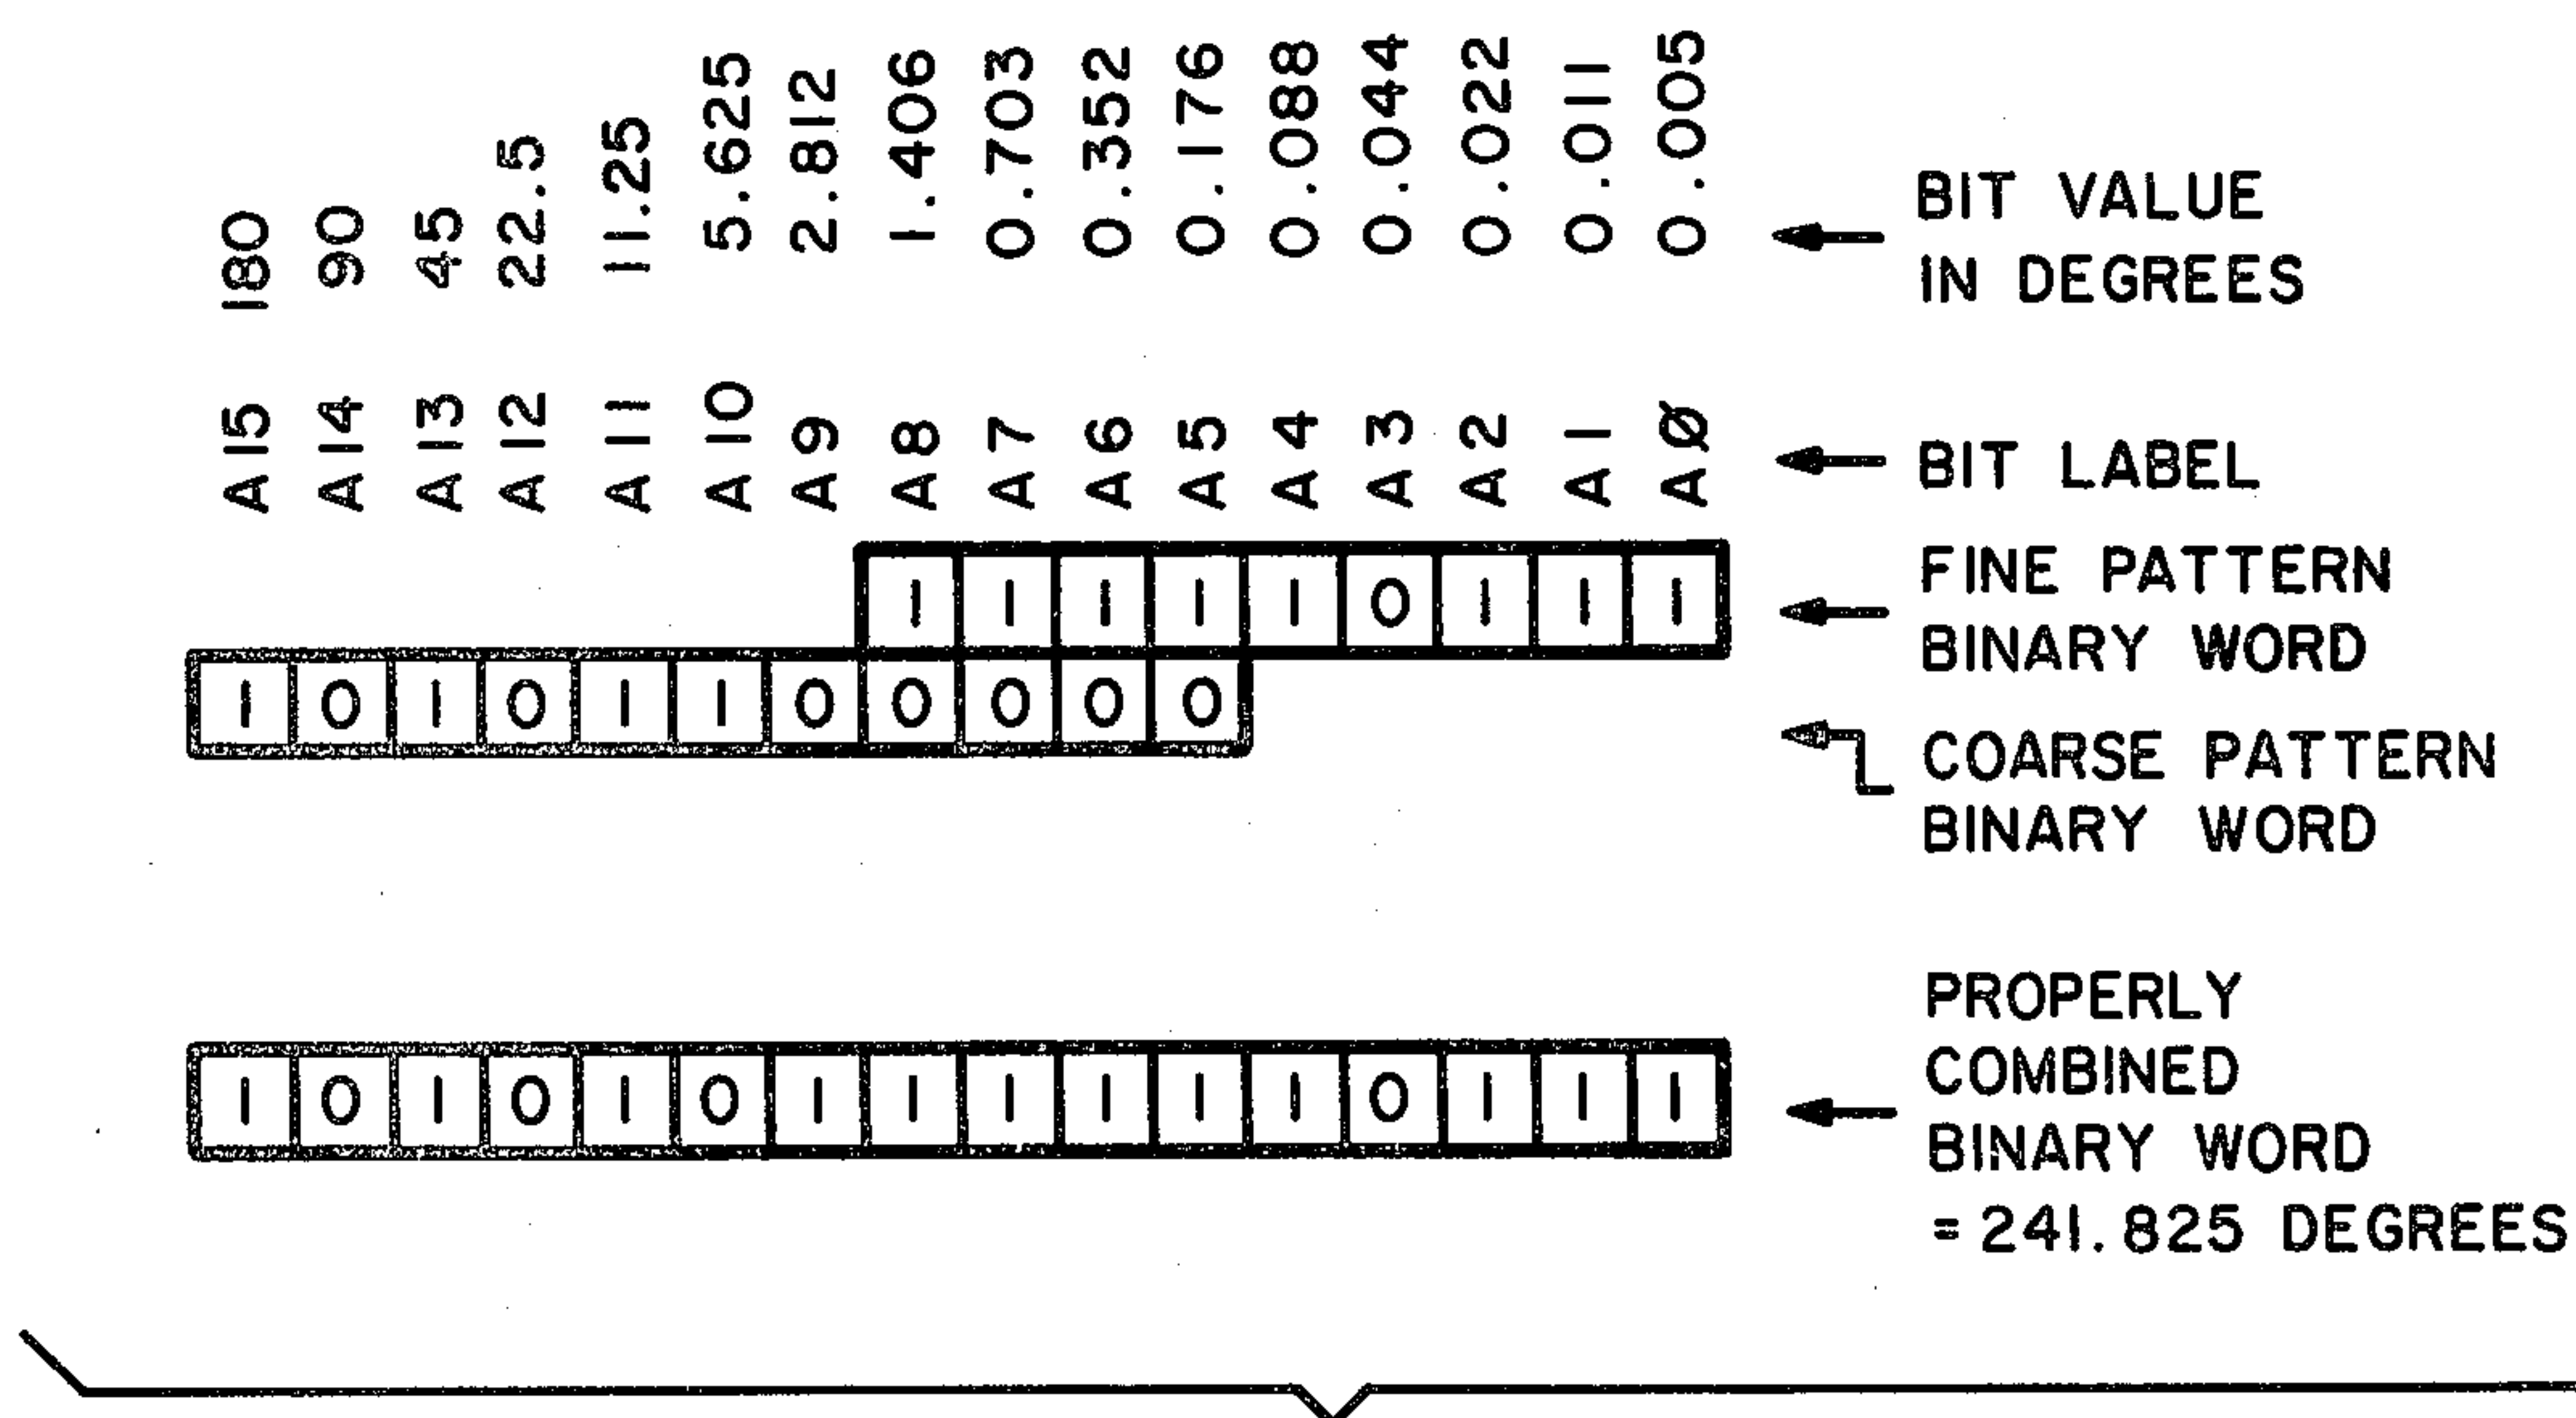 180 90 45 22.5 11.25 5.625 2.812 1.406 0.703 0.352 0.176 0.088 0.044 0.022 0.011 0.005
BIT VALUE
IN DEGREES
A15 A14 A13 A12 A11 A10 A9 A8 A7 A6 A5 A4 A3 A2 A1 AØ
BIT LABEL
1 1 1 1 1 0 1 1 1
FINE PATTERN
BINARY WORD
1 0 1 0 1 1 0 0 0 0 0
COARSE PATTERN
BINARY WORD
1 0 1 0 1 0 1 1 1 1 1 1 0 1 1 1
PROPERLY
COMBINED
BINARY WORD
= 241.825 DEGREES